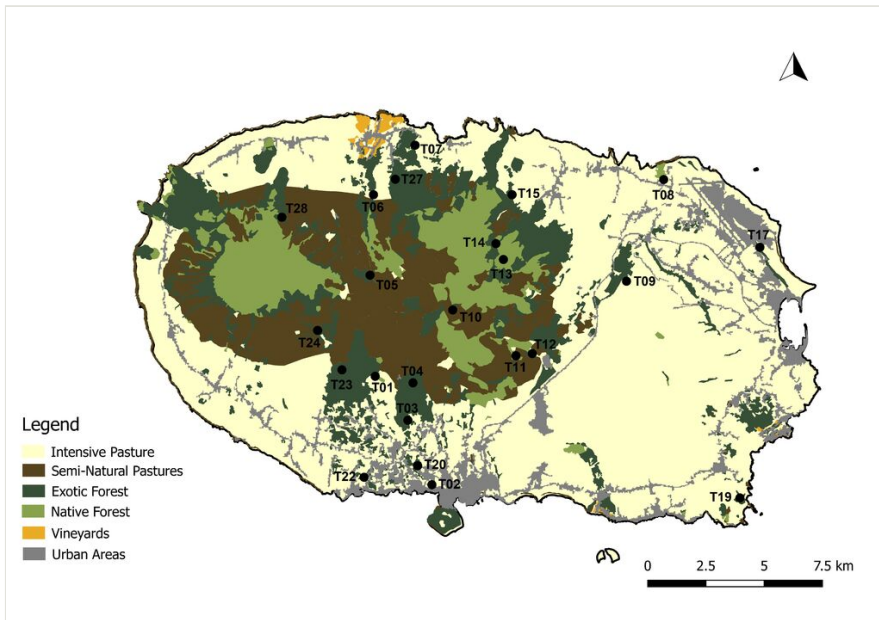 T07
T27
T08
T06
T15
T28
T14
T17
T13
T05
T09
T10
T24
T12
T11
T23
T01
T04
T03
T20
T22
T02
T19
Legend
Intensive Pasture
Semi-Natural Pastures
Exotic Forest
Native Forest
Vineyards
Urban Areas
0 2.5 5 7.5 km